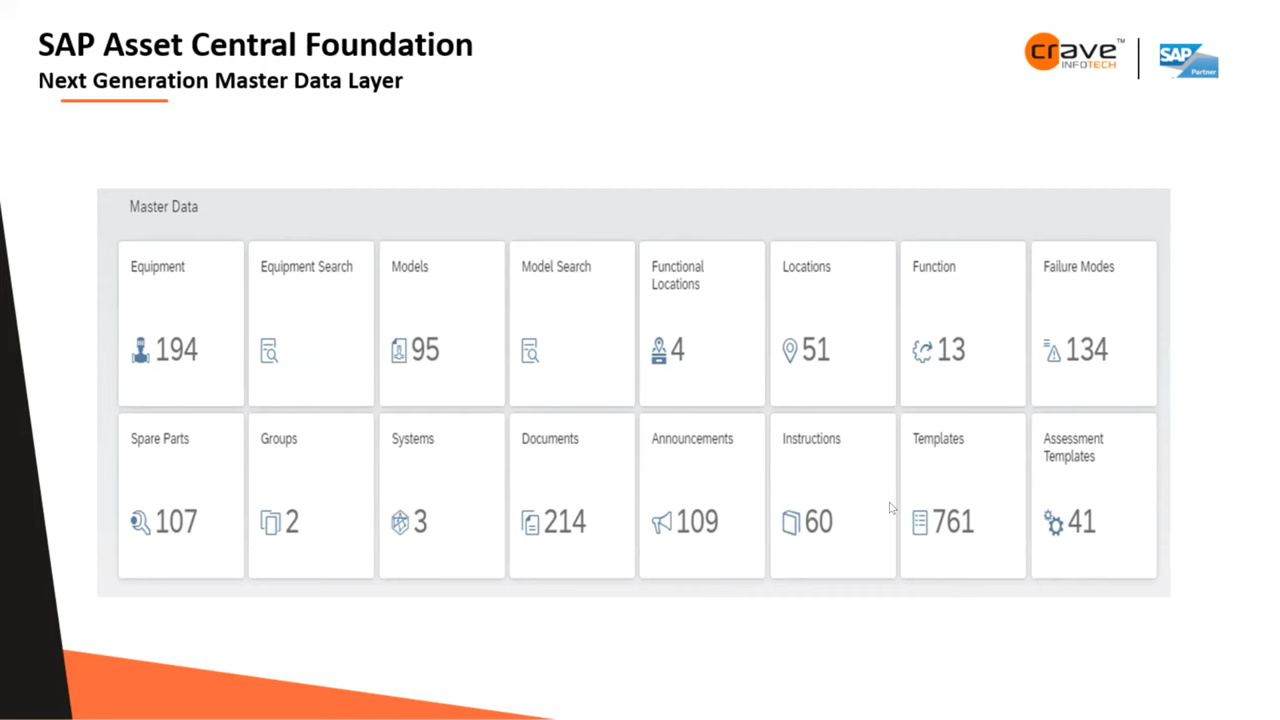 SAP Asset Central Foundation
Next Generation Master Data Layer
crave™
INFOTECH
SAP
Partner
Master Data
Equipment
194
Equipment Search
Models
95
Model Search
Functional
Locations
4
Locations
51
Function
13
Failure Modes
134
Spare Parts
107
Groups
2
Systems
3
Documents
214
Announcements
109
Instructions
60
Templates
761
Assessment
Templates
41